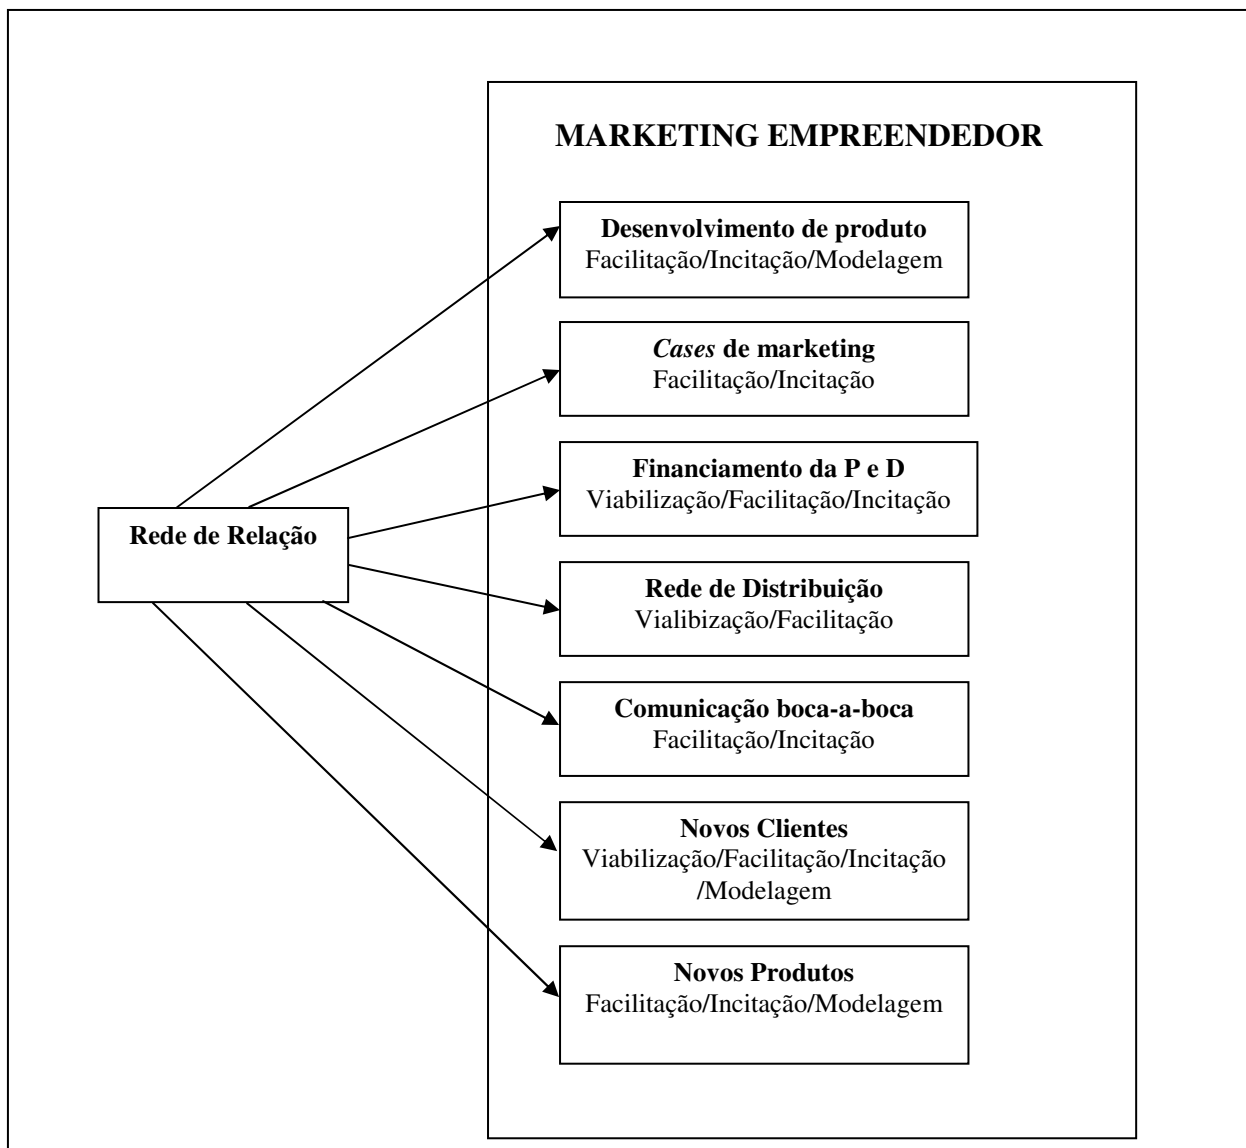 MARKETING EMPREENDEDOR
Desenvolvimento de produto
Facilitação/Incitação/Modelagem
Cases de marketing
Facilitação/Incitação
Financiamento da P e D
Viabilização/Facilitação/Incitação
Rede de Relação
Rede de Distribuição
Vialibização/Facilitação
Comunicação boca-a-boca
Facilitação/Incitação
Novos Clientes
Viabilização/Facilitação/Incitação
/Modelagem
Novos Produtos
Facilitação/Incitação/Modelagem